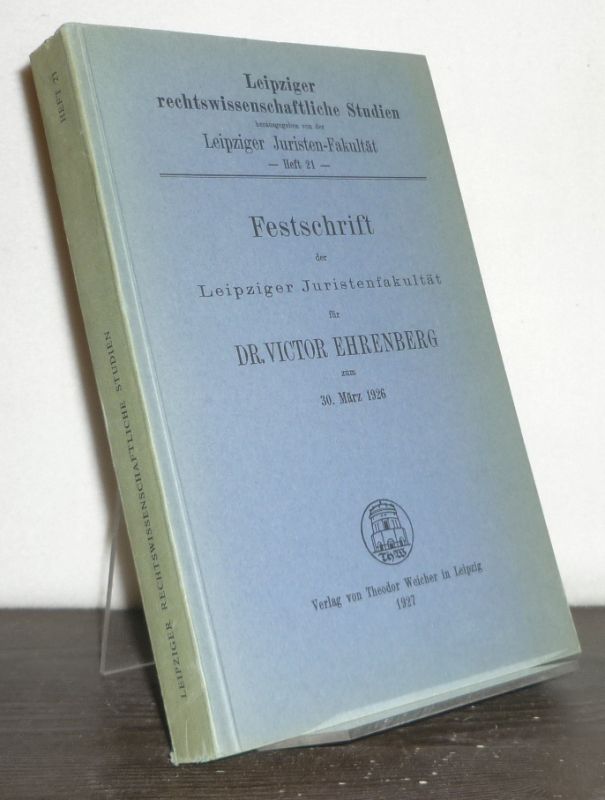 Leipziger
rechtswissenschaftliche Studien
herausgegeben von der
Leipziger Juristen-Fakultät
— Heft 21 —
Festschrift
der
Leipziger Juristenfakultät
für
DR. VICTOR EHRENBERG
zum
30. März 1926
ThW
Verlag von Theodor Weicher in Leipzig
1927
LEIPZIGER RECHTSWISSENSCHAFTLICHE STUDIEN
HEFT 21